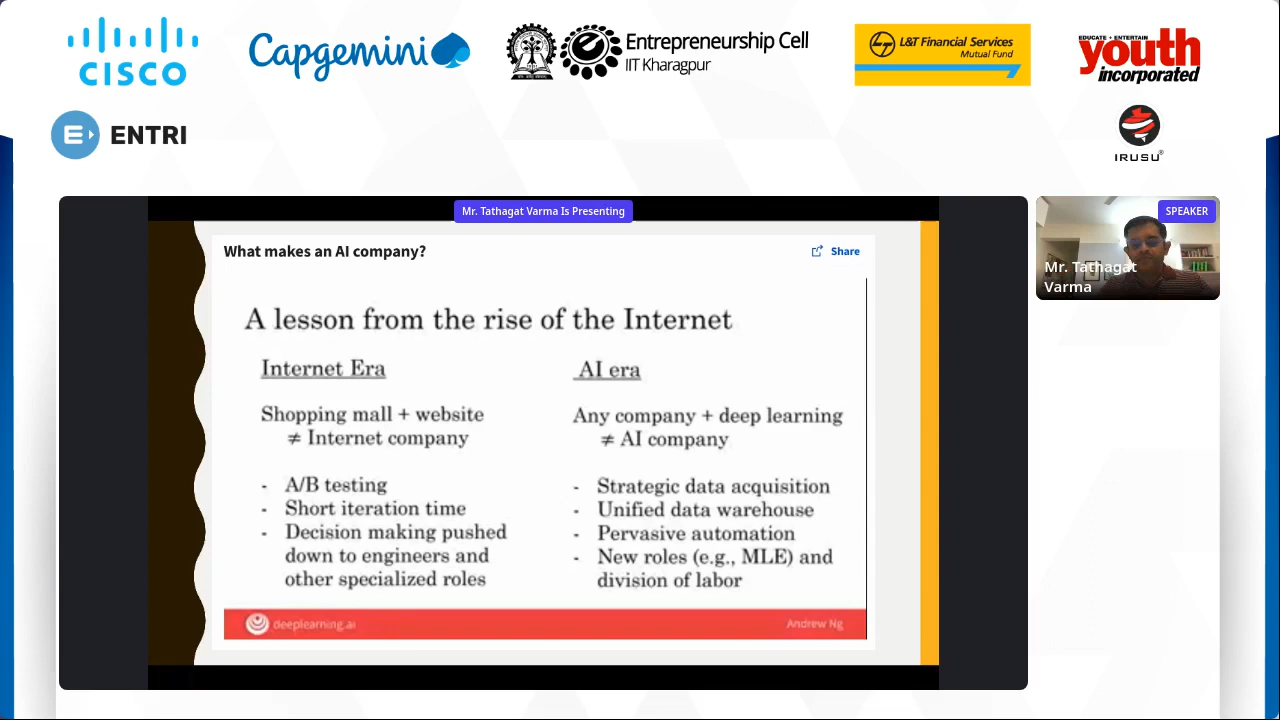 CISCO
Capgemini
Entrepreneurship Cell
IIT Kharagpur
L&T Financial Services
Mutual Fund
EDUCATE + ENTERTAIN
youth
incorporated
ENTRI
IRUSU®
Mr. Tathagat Varma Is Presenting
What makes an AI company?
Share
A lesson from the rise of the Internet
Internet Era
Shopping mall + website
≠ Internet company
- A/B testing
- Short iteration time
- Decision making pushed
down to engineers and
other specialized roles
AI era
Any company + deep learning
≠ AI company
- Strategic data acquisition
- Unified data warehouse
- Pervasive automation
- New roles (e.g., MLE) and
division of labor
deeplearning.ai
Andrew Ng
SPEAKER
Mr. Tathagat
Varma